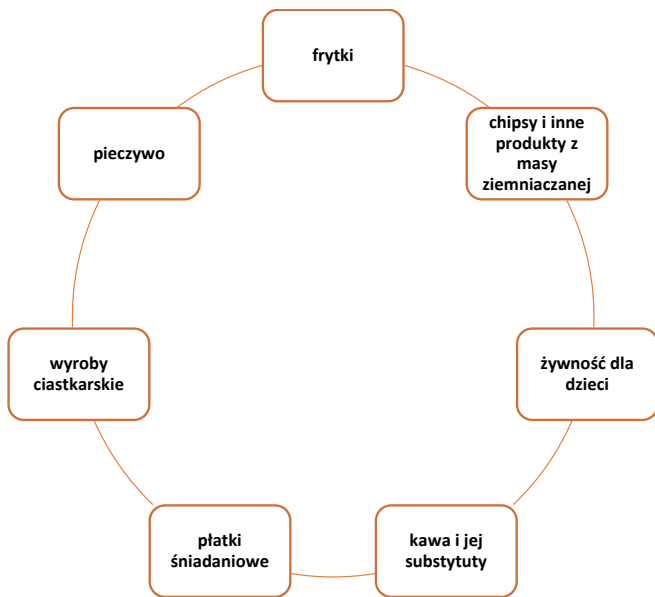 frytki
chipsy i inne
produkty z
masy
ziemniaczanej
żywność dla
dzieci
kawa i jej
substytuty
płatki
śniadaniowe
wyroby
ciastkarskie
pieczywo